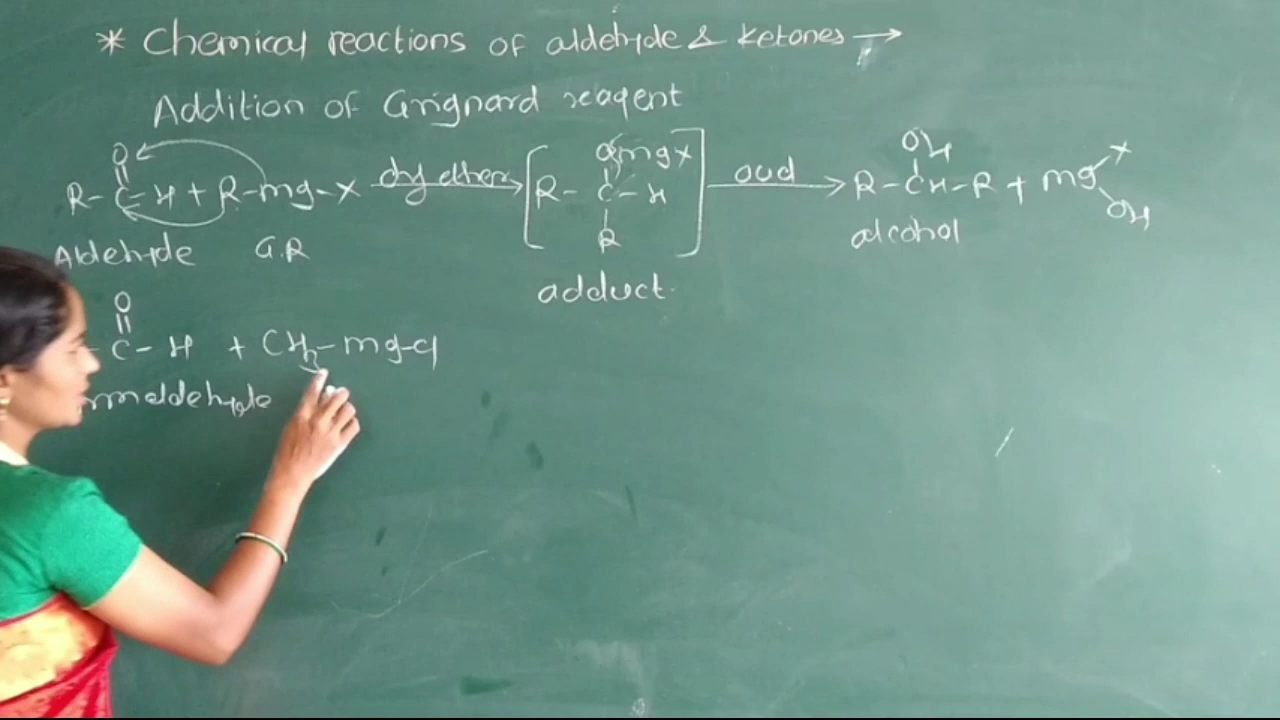 * Chemical reactions of aldehyde & ketones →
Addition of Grignard reagent
O OmgX OH X
R-C-H + R-mg-X dry ether→ [R-C-H] acid→ R-CH-R + mg
R OH
Aldehyde G.R adduct. alcohol
O
C-H + CH3-mg-Cl
rmaldehyde